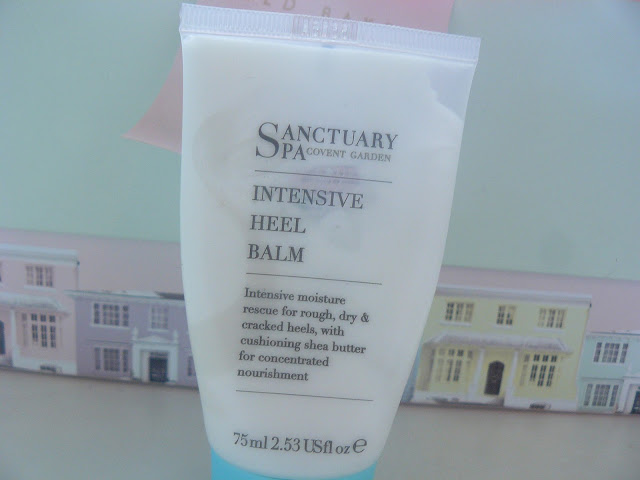 SANCTUARY
SPA COVENT GARDEN
INTENSIVE
HEEL
BALM
Intensive moisture
rescue for rough, dry &
cracked heels, with
cushioning shea butter
for concentrated
nourishment
75ml 2.53 USfl oz ℮